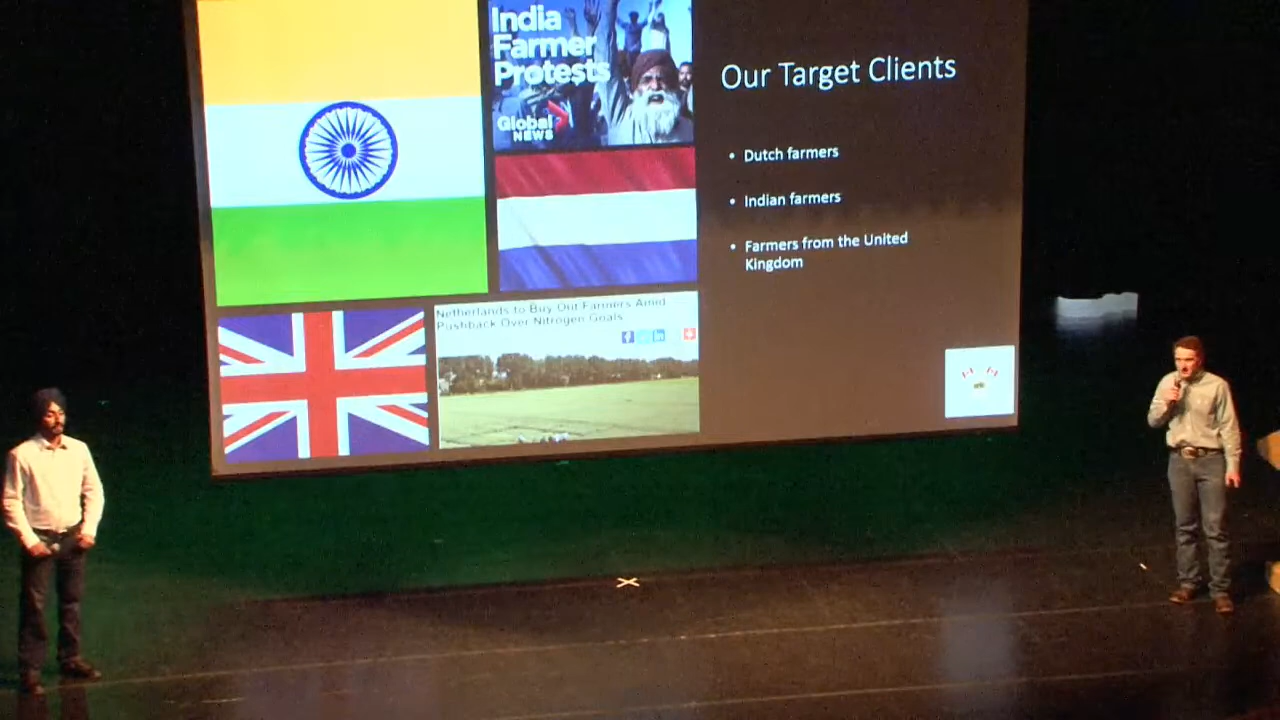 India
Farmer
Protests
Global
NEWS
Our Target Clients
• Dutch farmers
• Indian farmers
• Farmers from the United
Kingdom
Netherlands to Buy Out Farmers Amid
Pushback Over Nitrogen Goals
f
in
+